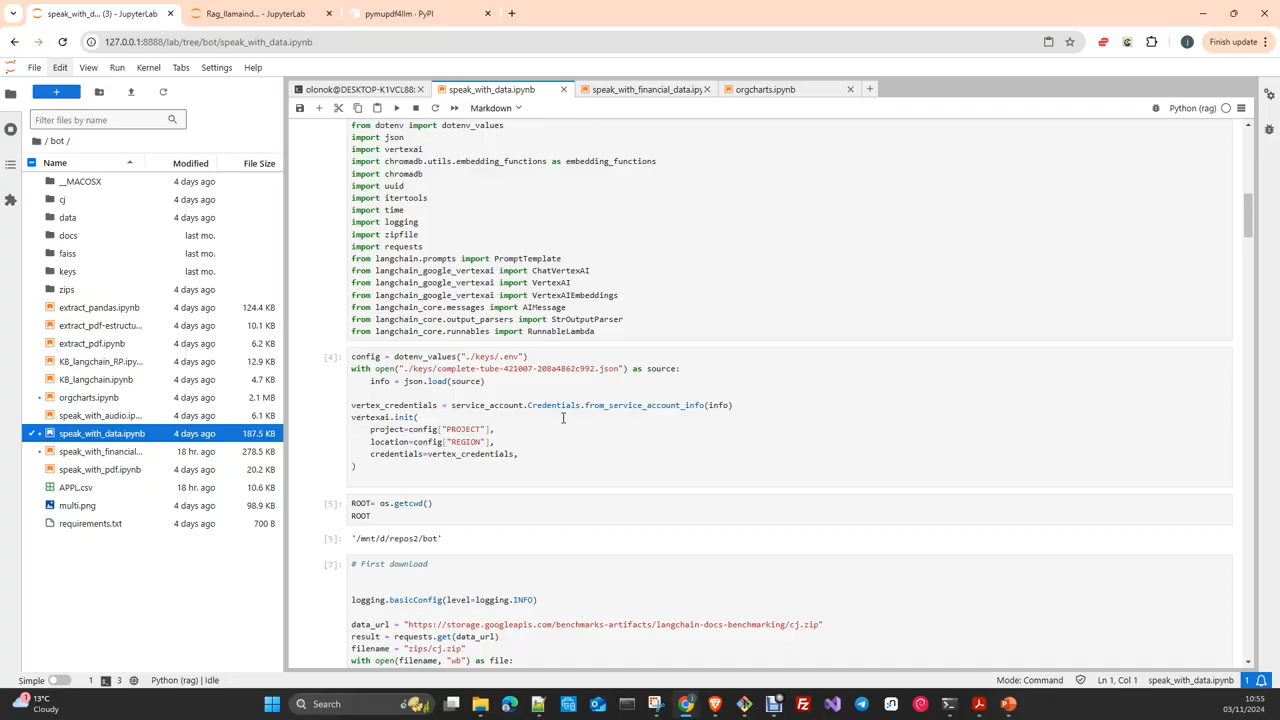 speak_with_d... (3) - JupyterLab
Rag_llamaind... - JupyterLab
pymupdf4llm · PyPI
127.0.0.1:8888/lab/tree/bot/speak_with_data.ipynb
Finish update
File Edit View Run Kernel Tabs Settings Help
Filter files by name
/ bot /
Name Modified File Size
__MACOSX 4 days ago
cj 4 days ago
data 4 days ago
docs last mo.
faiss last mo.
keys last mo.
zips 4 days ago
extract_pandas.ipynb 4 days ago 124.4 KB
extract_pdf-estructu... 4 days ago 10.1 KB
extract_pdf.ipynb 4 days ago 6.2 KB
KB_langchain_RP.ipy... 4 days ago 12.9 KB
KB_langchain.ipynb 4 days ago 4.7 KB
orgcharts.ipynb 4 days ago 2.1 MB
speak_with_audio.ip... 4 days ago 6.1 KB
speak_with_data.ipynb 4 days ago 187.5 KB
speak_with_financial... 18 hr. ago 278.5 KB
speak_with_pdf.ipynb 4 days ago 20.2 KB
APPL.csv 18 hr. ago 10.6 KB
multi.png 4 days ago 98.9 KB
requirements.txt 4 days ago 700 B
olonok@DESKTOP-K1VCL88:
speak_with_data.ipynb
speak_with_financial_data.ipy
orgcharts.ipynb
Markdown
Python (rag)
from dotenv import dotenv_values
import json
import vertexai
import chromadb.utils.embedding_functions as embedding_functions
import chromadb
import uuid
import itertools
import time
import logging
import zipfile
import requests
from langchain.prompts import PromptTemplate
from langchain_google_vertexai import ChatVertexAI
from langchain_google_vertexai import VertexAI
from langchain_google_vertexai import VertexAIEmbeddings
from langchain_core.messages import AIMessage
from langchain_core.output_parsers import StrOutputParser
from langchain_core.runnables import RunnableLambda
[4]: config = dotenv_values("./keys/.env")
with open("./keys/complete-tube-421007-208a4862c992.json") as source:
info = json.load(source)
vertex_credentials = service_account.Credentials.from_service_account_info(info)
vertexai.init(
project=config["PROJECT"],
location=config["REGION"],
credentials=vertex_credentials,
)
[5]: ROOT= os.getcwd()
ROOT
[5]: '/mnt/d/repos2/bot'
[7]: # First download
logging.basicConfig(level=logging.INFO)
data_url = "https://storage.googleapis.com/benchmarks-artifacts/langchain-docs-benchmarking/cj.zip"
result = requests.get(data_url)
filename = "zips/cj.zip"
with open(filename, "wb") as file:
Simple 1 3 Python (rag) | Idle
Mode: Command Ln 1, Col 1 speak_with_data.ipynb 1
13°C
Cloudy
Search
10:55
03/11/2024